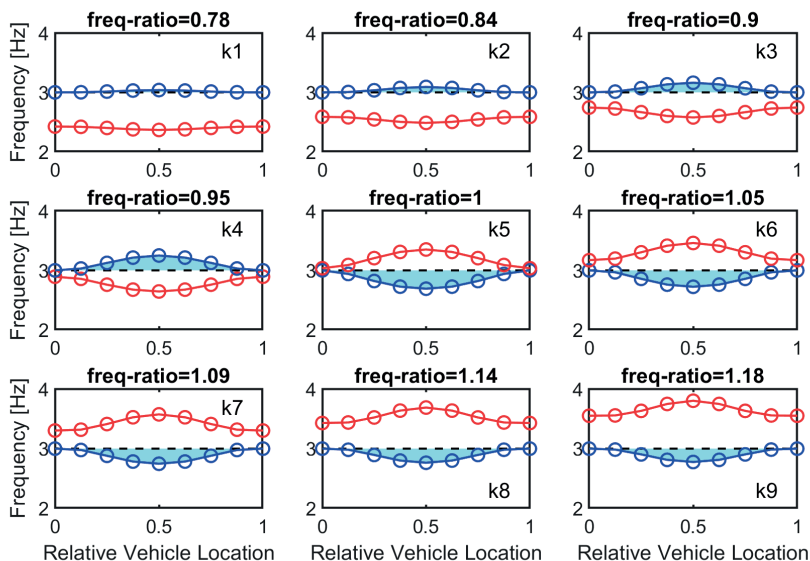 freq-ratio=0.78
freq-ratio=0.84
freq-ratio=0.9
Frequency [Hz]
4
3
2
k1
0
0.5
1
4
3
2
k2
0
0.5
1
4
3
2
k3
0
0.5
1
freq-ratio=0.95
freq-ratio=1
freq-ratio=1.05
Frequency [Hz]
4
3
2
k4
0
0.5
1
4
3
2
k5
0
0.5
1
4
3
2
k6
0
0.5
1
freq-ratio=1.09
freq-ratio=1.14
freq-ratio=1.18
Frequency [Hz]
4
3
2
k7
0
0.5
1
Relative Vehicle Location
4
3
2
k8
0
0.5
1
Relative Vehicle Location
4
3
2
k9
0
0.5
1
Relative Vehicle Location